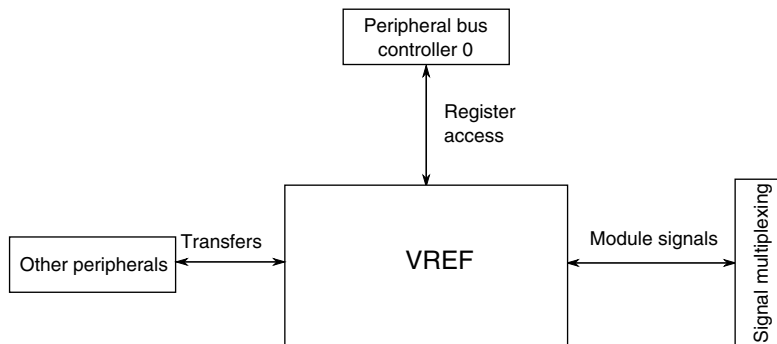 Peripheral bus
controller 0
Register
access
Transfers
Other peripherals
VREF
Module signals
Signal multiplexing